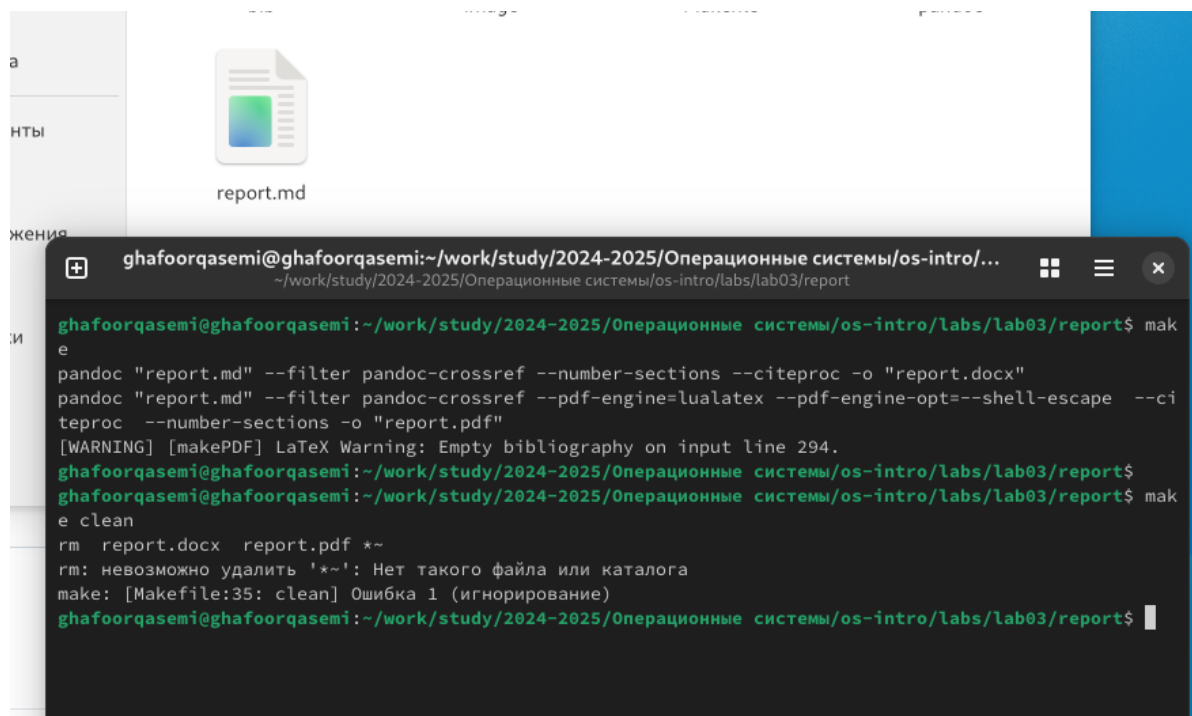 а
нты
report.md
жения
ghafoorqasemi@ghafoorqasemi:~/work/study/2024-2025/Операционные системы/os-intro/...
~/work/study/2024-2025/Операционные системы/os-intro/labs/lab03/report
ки
ghafoorqasemi@ghafoorqasemi:~/work/study/2024-2025/Операционные системы/os-intro/labs/lab03/report$ mak
e
pandoc "report.md" --filter pandoc-crossref --number-sections --citeproc -o "report.docx"
pandoc "report.md" --filter pandoc-crossref --pdf-engine=lualatex --pdf-engine-opt=--shell-escape  --ci
teproc  --number-sections -o "report.pdf"
[WARNING] [makePDF] LaTeX Warning: Empty bibliography on input line 294.
ghafoorqasemi@ghafoorqasemi:~/work/study/2024-2025/Операционные системы/os-intro/labs/lab03/report$
ghafoorqasemi@ghafoorqasemi:~/work/study/2024-2025/Операционные системы/os-intro/labs/lab03/report$ mak
e clean
rm  report.docx  report.pdf *~
rm: невозможно удалить '*~': Нет такого файла или каталога
make: [Makefile:35: clean] Ошибка 1 (игнорирование)
ghafoorqasemi@ghafoorqasemi:~/work/study/2024-2025/Операционные системы/os-intro/labs/lab03/report$